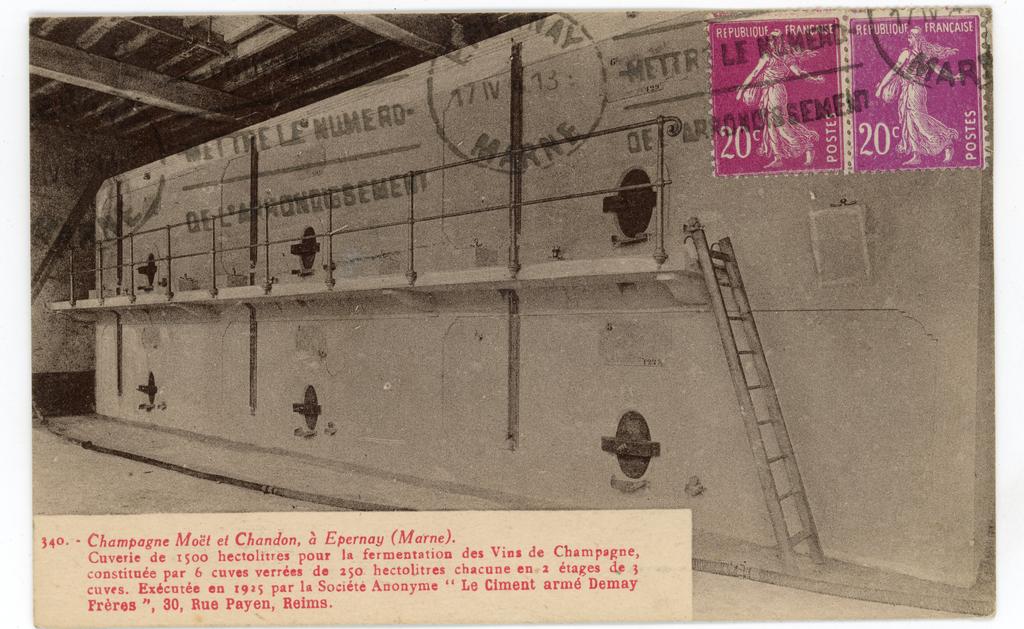 EPERNAY
17 IV 13
MARNE
METTRE LE NUMERO
DE L'ARRONDISSEMENT
METTRE LE NUMERO
DE L'ARRONDISSEMENT
REPUBLIQUE FRANÇAISE
20c
POSTES
REPUBLIQUE FRANÇAISE
20c
POSTES
17 IV
MARNE
340. - Champagne Moët et Chandon, à Epernay (Marne).
Cuverie de 1500 hectolitres pour la fermentation des Vins de Champagne,
constituée par 6 cuves verrées de 250 hectolitres chacune en 2 étages de 3
cuves. Exécutée en 1925 par la Société Anonyme “ Le Ciment armé Demay
Frères ”, 30, Rue Payen, Reims.